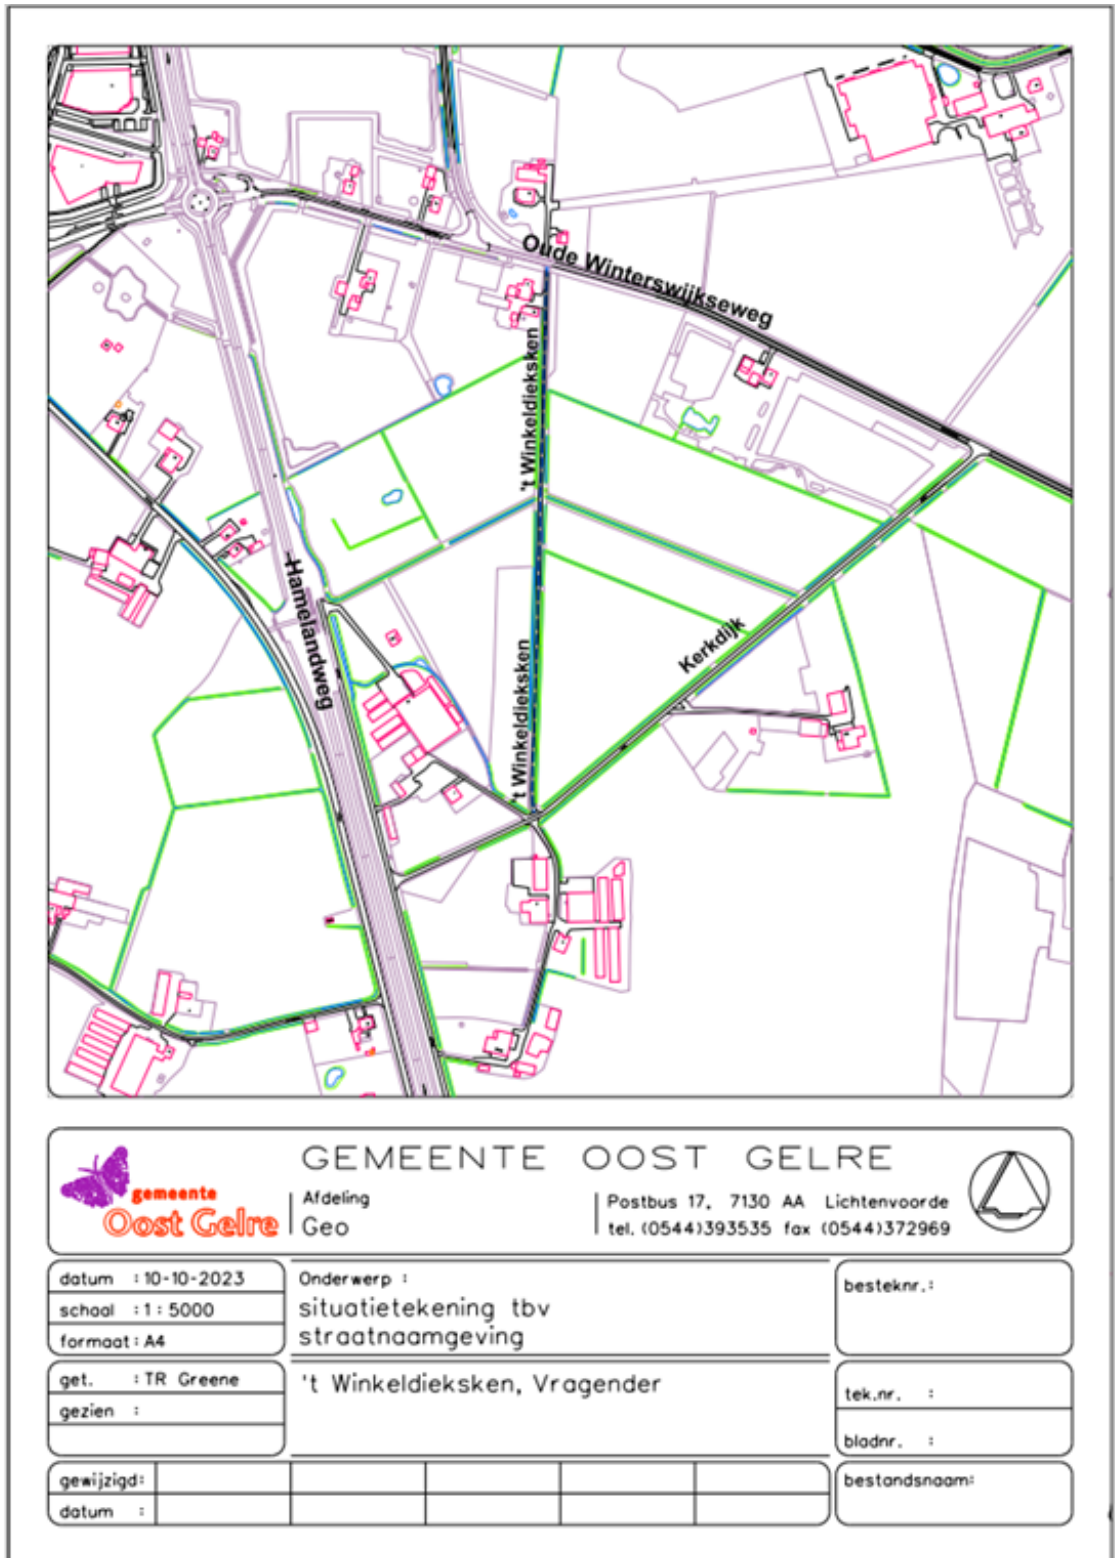 Oude Winterswijkseweg
't Winkeldieksken
Hamelandweg
Kerkdijk
't Winkeldieksken
GEMEENTE OOST GELRE
gemeente
Oost Gelre
Afdeling
Geo
Postbus 17, 7130 AA Lichtenvoorde
tel. (0544)393535 fax (0544)372969
datum : 10-10-2023
schaal : 1 : 5000
formaat : A4
Onderwerp :
situatietekening tbv
straatnaamgeving
besteknr. :
get. : TR Greene
gezien :
't Winkeldieksken, Vragender
tek.nr. :
bladnr. :
gewijzigd:
datum :
bestandsnaam: